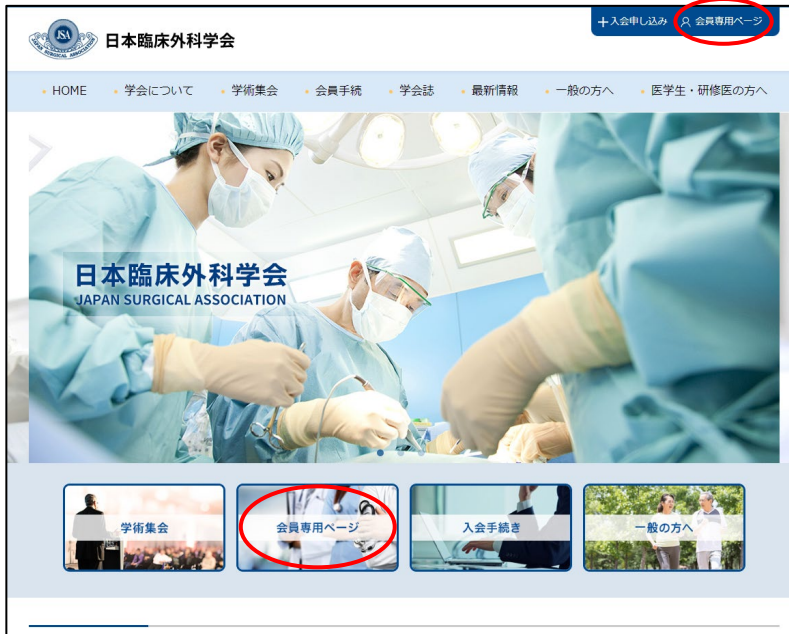 JSA
JAPAN SURGICAL ASSOCIATION
日本臨床外科学会
+入会申し込み 会員専用ページ
HOME 学会について 学術集会 会員手続 学会誌 最新情報 一般の方へ 医学生・研修医の方へ
日本臨床外科学会
JAPAN SURGICAL ASSOCIATION
学術集会 会員専用ページ 入会手続き 一般の方へ